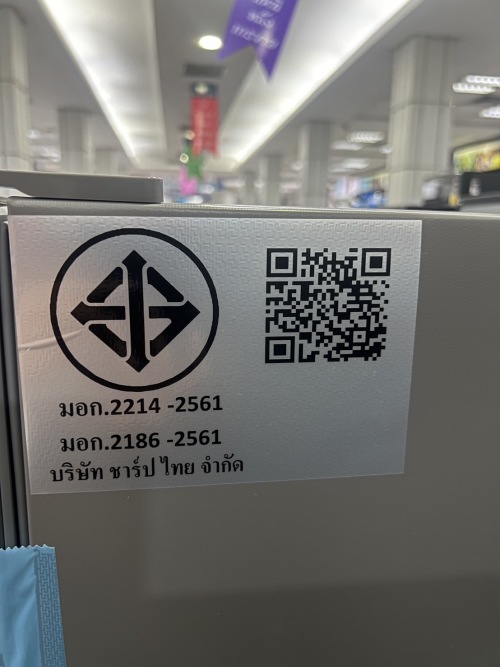 มอก.2214 -2561
มอก.2186 -2561
บริษัท ชาร์ป ไทย จำกัด